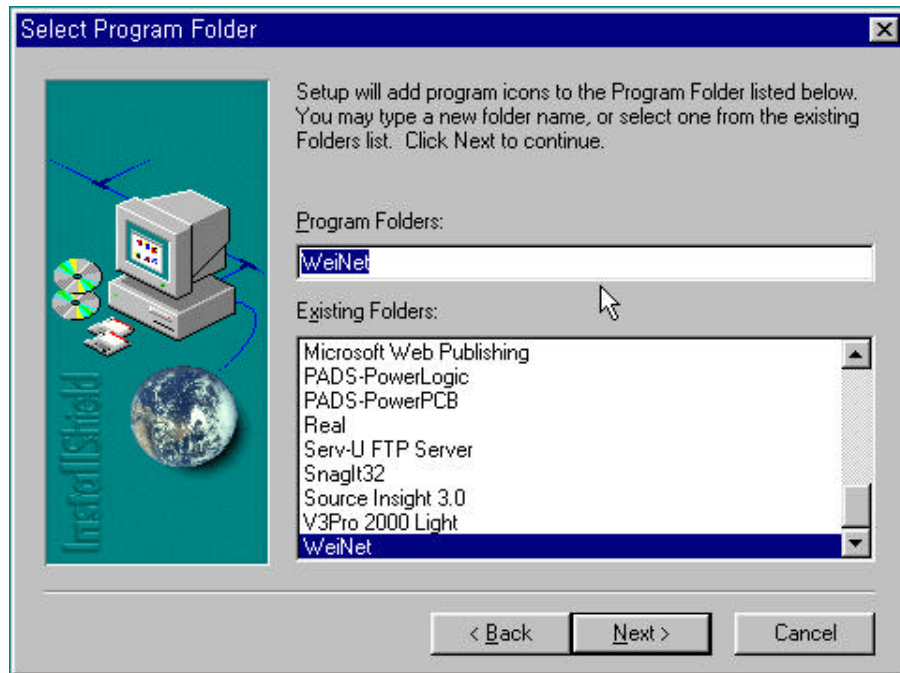 Select Program Folder
Setup will add program icons to the Program Folder listed below.
You may type a new folder name, or select one from the existing
Folders list. Click Next to continue.
Program Folders:
WeiNet
Existing Folders:
Microsoft Web Publishing
PADS-PowerLogic
PADS-PowerPCB
Real
Serv-U FTP Server
SnagIt32
Source Insight 3.0
V3Pro 2000 Light
WeiNet
InstallShield
< Back
Next >
Cancel